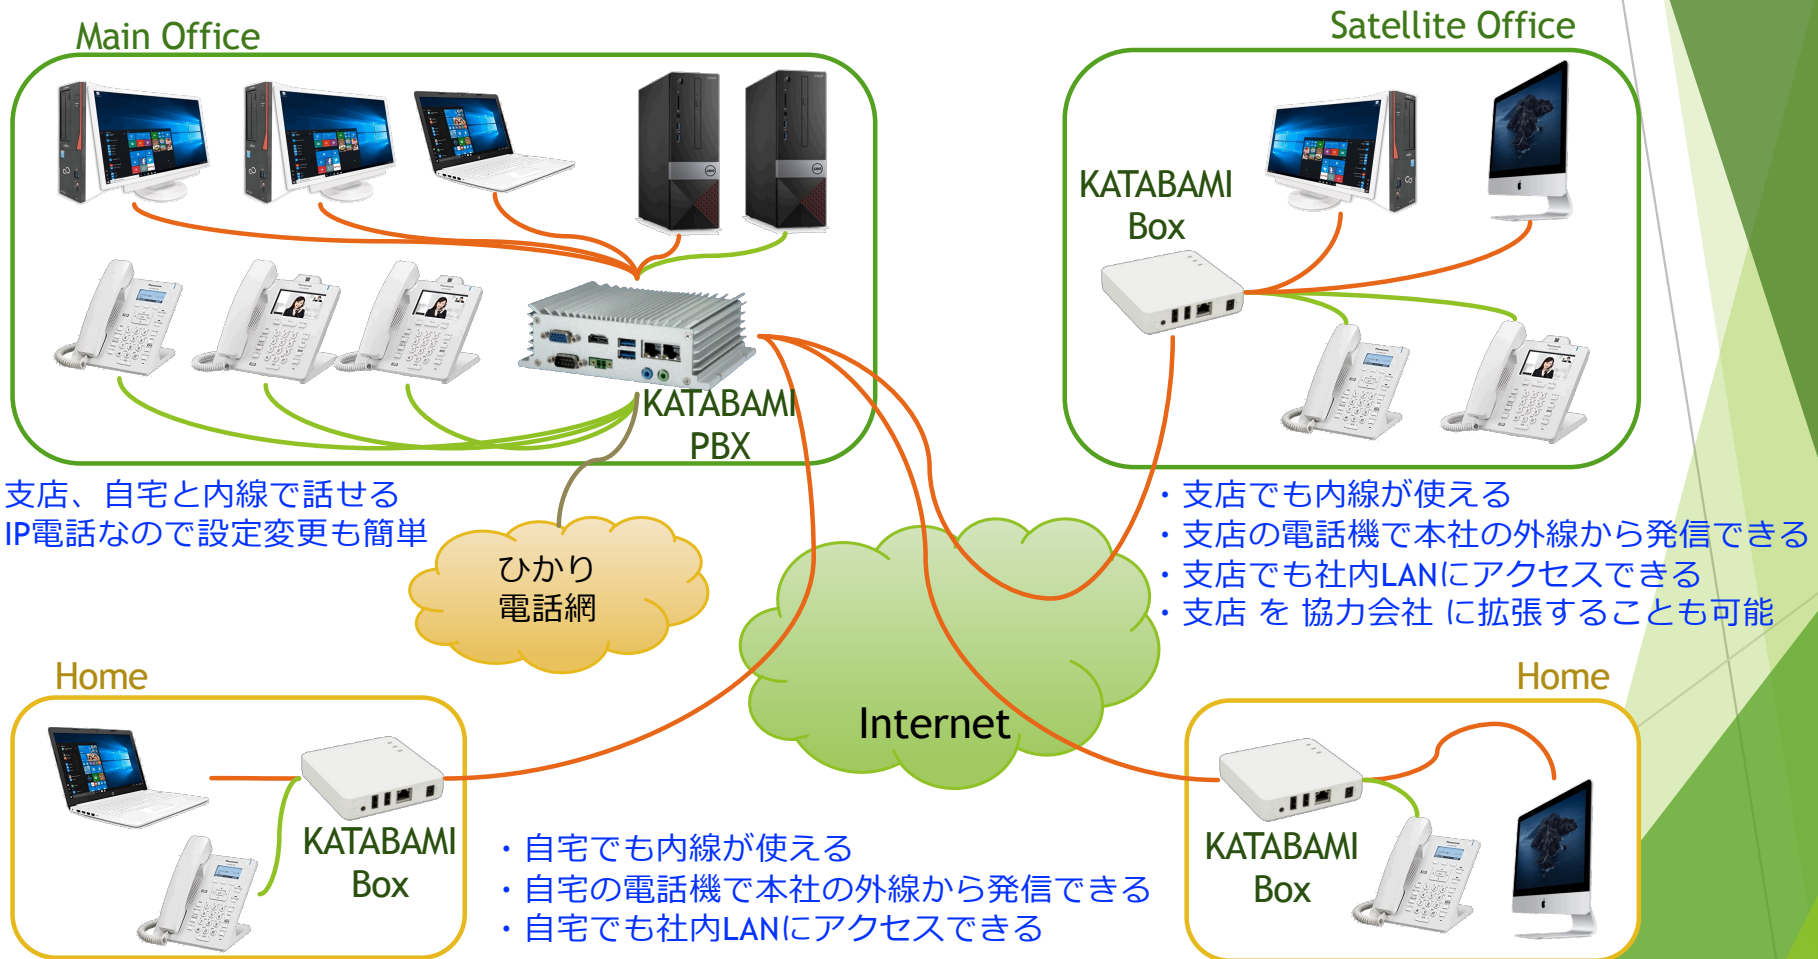 Main Office
Satellite Office
KATABAMI
Box
KATABAMI
PBX
支店、自宅と内線で話せる
IP電話なので設定変更も簡単
・支店でも内線が使える
・支店の電話機で本社の外線から発信できる
・支店でも社内LANにアクセスできる
・支店 を 協力会社 に拡張することも可能
ひかり
電話網
Internet
Home
KATABAMI
Box
・自宅でも内線が使える
・自宅の電話機で本社の外線から発信できる
・自宅でも社内LANにアクセスできる
Home
KATABAMI
Box